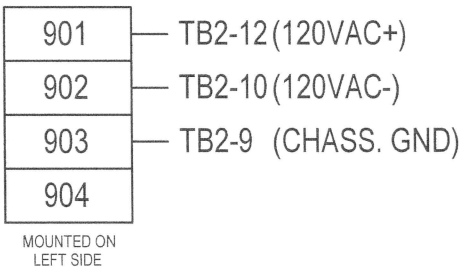 901 TB2-12 (120VAC+)
902 TB2-10 (120VAC-)
903 TB2-9 (CHASS. GND)
904
MOUNTED ON
LEFT SIDE